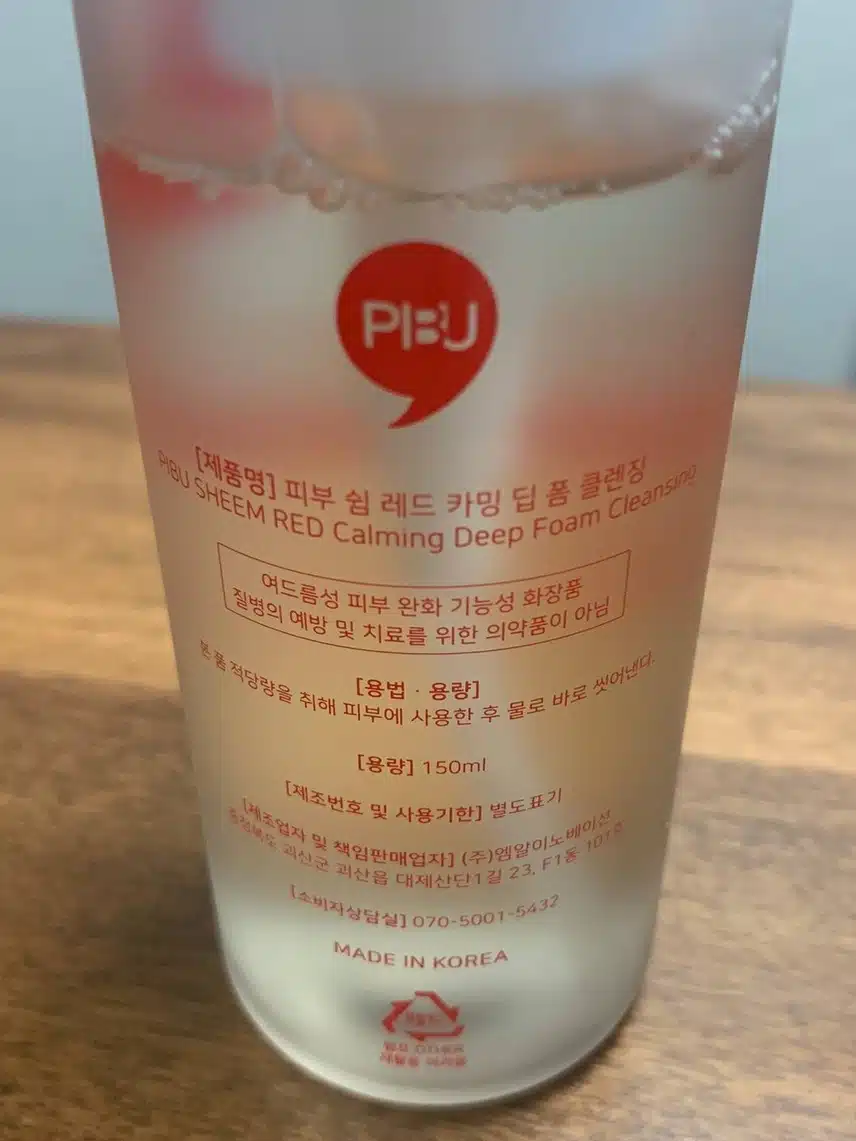 PIBU
[제품명] 피부 쉼 레드 카밍 딥 폼 클렌징
PIBU SHEEM RED Calming Deep Foam Cleansing
여드름성 피부 완화 기능성 화장품
질병의 예방 및 치료를 위한 의약품이 아님
[용법 · 용량]
본 품 적당량을 취해 피부에 사용한 후 물로 바로 씻어낸다.
[용량] 150ml
[제조번호 및 사용기한] 별도표기
[제조업자 및 책임판매업자] (주)엠알이노베이션
충청북도 괴산군 괴산읍 대제산단1길 23, F1동
[소비자상담실] 070-5001-5432
MADE IN KOREA